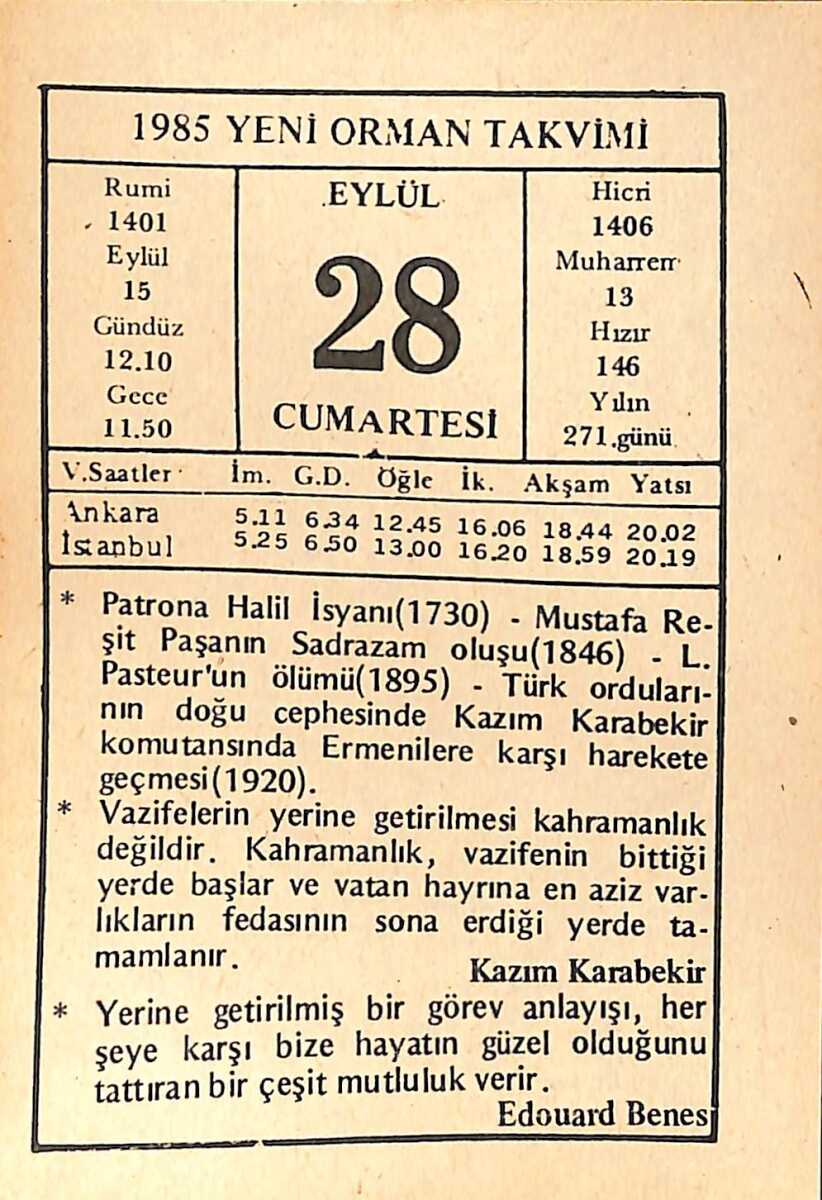 1985 YENİ ORMAN TAKVİMİ
Rumi
1401
Eylül
15
Gündüz
12.10
Gece
11.50
EYLÜL
28
CUMARTESİ
Hicri
1406
Muharrem
13
Hızır
146
Yılın
271.günü
V.Saatler İm. G.D. Öğle İk. Akşam Yatsı
Ankara 5.11 6.34 12.45 16.06 18.44 20.02
İstanbul 5.25 6.50 13.00 16.20 18.59 20.19
* Patrona Halil İsyanı(1730) - Mustafa Re-
şit Paşanın Sadrazam oluşu(1846) - L.
Pasteur'ün ölümü(1895) - Türk orduları-
nın doğu cephesinde Kazım Karabekir
komutansında Ermenilere karşı harekete
geçmesi(1920).
* Vazifelerin yerine getirilmesi kahramanlık
değildir. Kahramanlık, vazifenin bittiği
yerde başlar ve vatan hayrına en aziz var-
lıkların fedasının sona erdiği yerde ta-
mamlanır.
Kazım Karabekir
* Yerine getirilmiş bir görev anlayışı, her
şeye karşı bize hayatın güzel olduğunu
tattıran bir çeşit mutluluk verir.
Edouard Benes